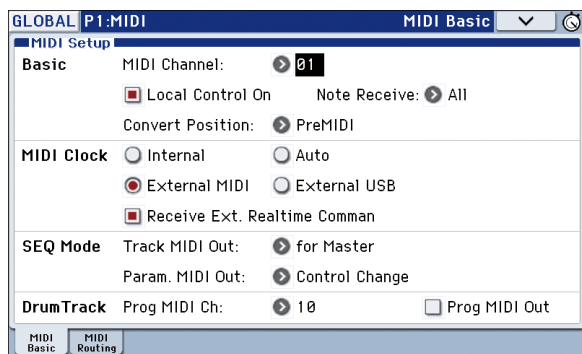 GLOBAL P1:MIDI MIDI Basic
MIDI Setup
Basic MIDI Channel: 01
Local Control On Note Receive: All
Convert Position: PreMIDI
MIDI Clock Internal Auto
External MIDI External USB
Receive Ext. Realtime Comman
SEQ Mode Track MIDI Out: for Master
Param. MIDI Out: Control Change
DrumTrack Prog MIDI Ch: 10 Prog MIDI Out
MIDI Basic MIDI Routing